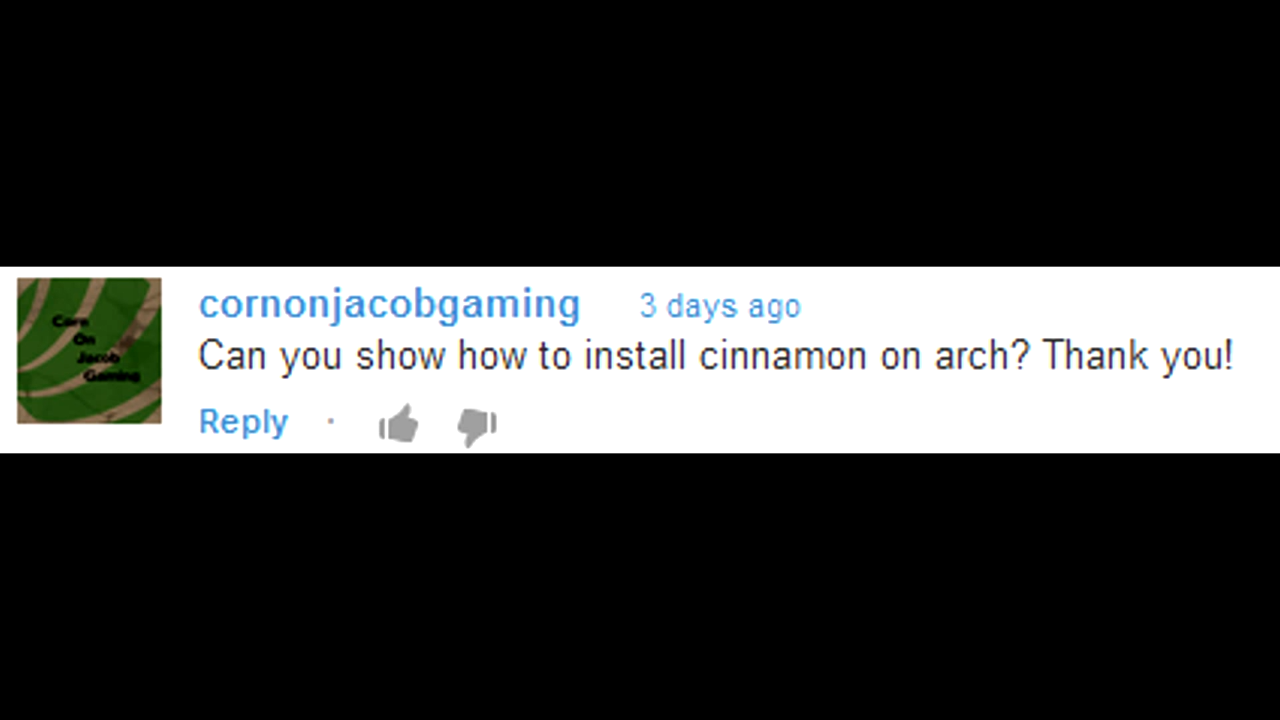 Corn
On
Jacob
Gaming
cornonjacobgaming 3 days ago
Can you show how to install cinnamon on arch? Thank you!
Reply ·